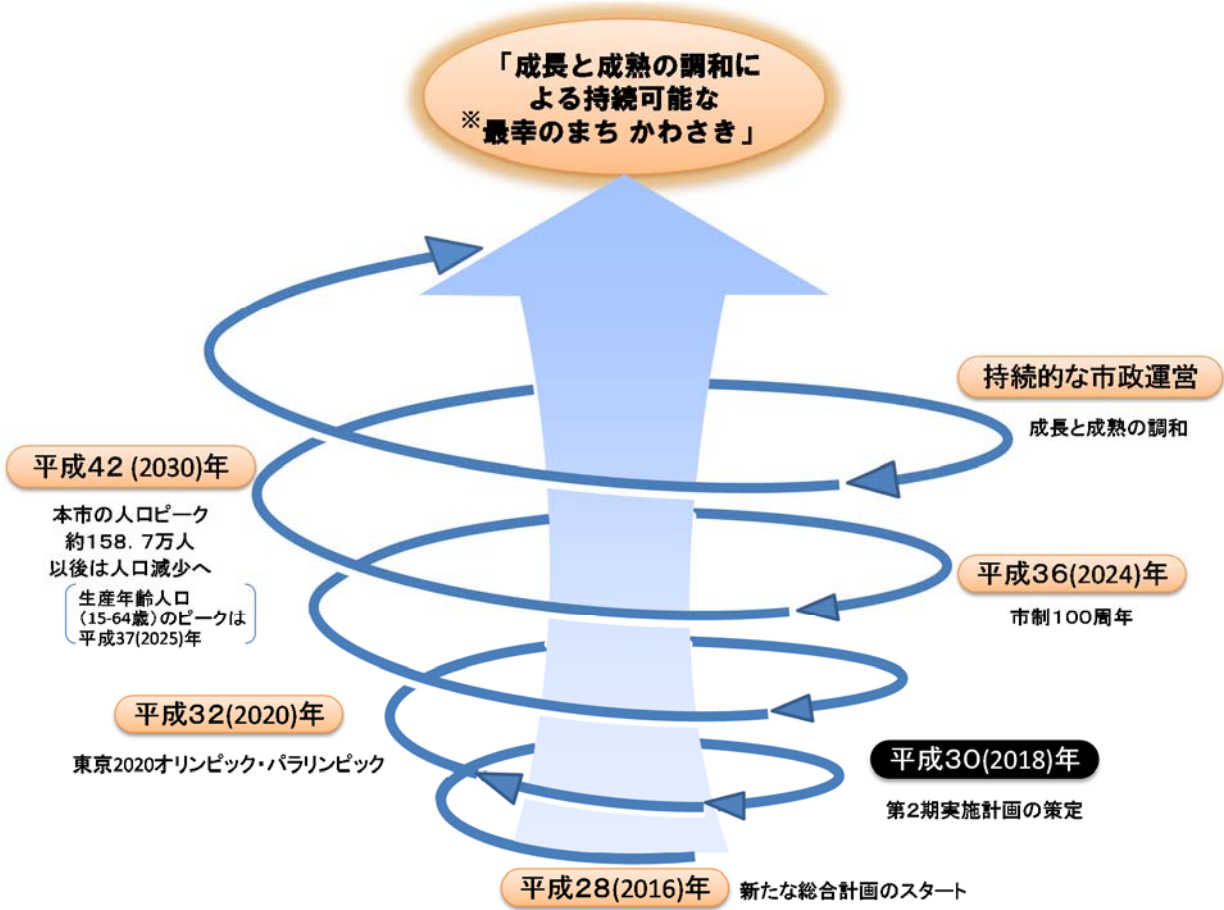 「成長と成熟の調和に
よる持続可能な
※最幸のまち かわさき」
持続的な市政運営
成長と成熟の調和
平成42(2030)年
本市の人口ピーク
約158．7万人
以後は人口減少へ
生産年齢人口
(15-64歳)のピークは
平成37(2025)年
平成36(2024)年
市制100周年
平成32(2020)年
東京2020オリンピック・パラリンピック
平成30(2018)年
第2期実施計画の策定
平成28(2016)年 新たな総合計画のスタート